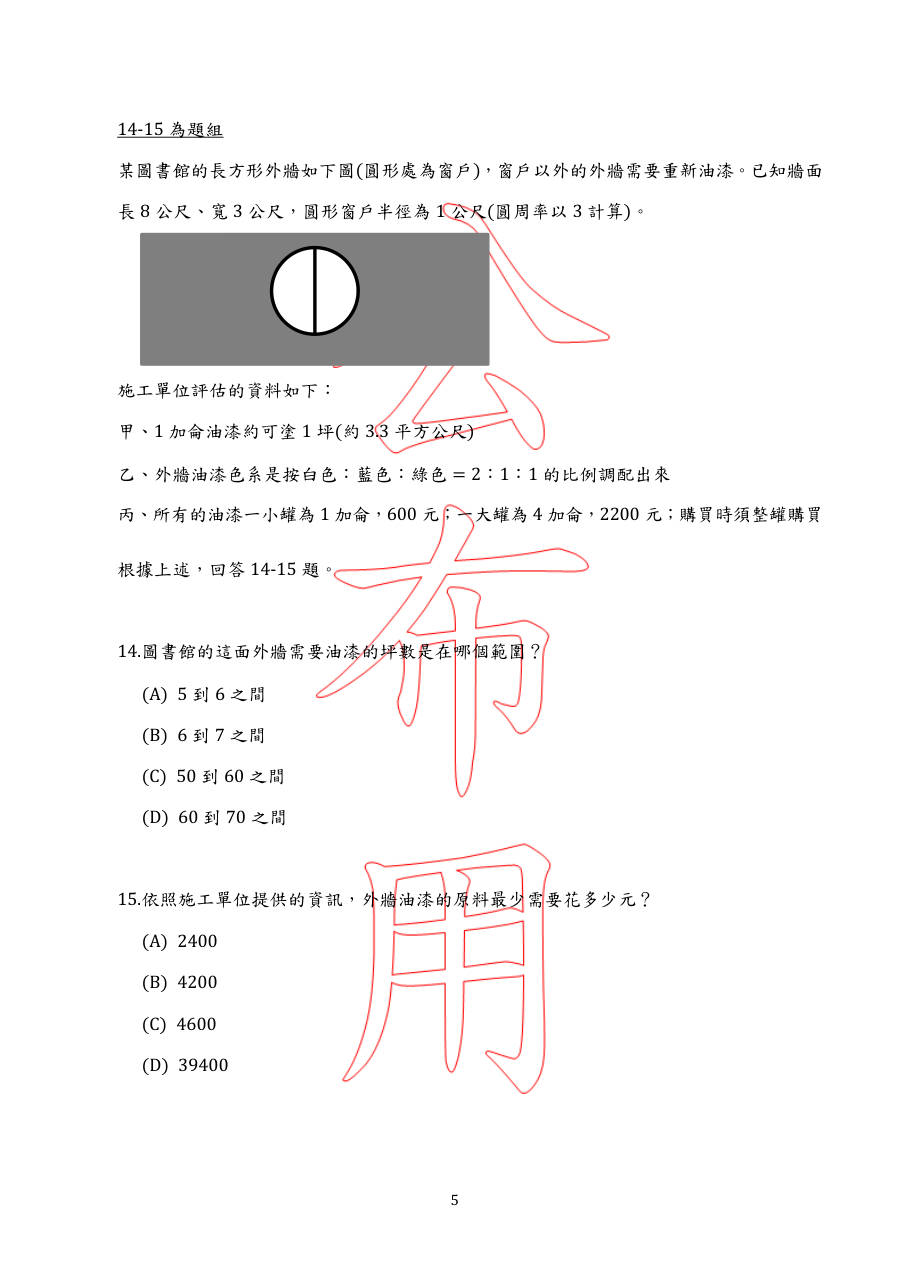 14-15 為題組
某圖書館的長方形外牆如下圖(圓形處為窗戶)，窗戶以外的外牆需要重新油漆。已知牆面
長 8 公尺、寬 3 公尺，圓形窗戶半徑為 1 公尺(圓周率以 3 計算)。
施工單位評估的資料如下：
甲、1 加侖油漆約可塗 1 坪(約 3.3 平方公尺)
乙、外牆油漆色系是按白色：藍色：綠色 = 2：1：1 的比例調配出來
丙、所有的油漆一小罐為 1 加侖，600 元；一大罐為 4 加侖，2200 元；購買時須整罐購買
根據上述，回答 14-15 題。
14.圖書館的這面外牆需要油漆的坪數是在哪個範圍？
(A) 5 到 6 之間
(B) 6 到 7 之間
(C) 50 到 60 之間
(D) 60 到 70 之間
15.依照施工單位提供的資訊，外牆油漆的原料最少需要花多少元？
(A) 2400
(B) 4200
(C) 4600
(D) 39400
公布用
5